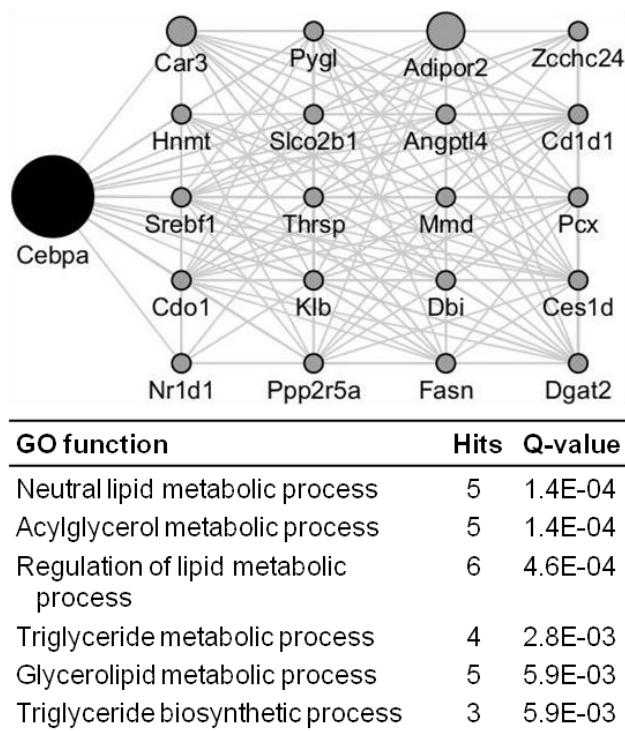 Car3 Pygl Adipor2 Zcchc24
Hnmt Slco2b1 Angptl4 Cd1d1
Srebf1 Thrsp Mmd Pcx
Cebpa
Cdo1 Klb Dbi Ces1d
Nr1d1 Ppp2r5a Fasn Dgat2
GO function Hits Q-value
Neutral lipid metabolic process 5 1.4E-04
Acylglycerol metabolic process 5 1.4E-04
Regulation of lipid metabolic 6 4.6E-04
process
Triglyceride metabolic process 4 2.8E-03
Glycerolipid metabolic process 5 5.9E-03
Triglyceride biosynthetic process 3 5.9E-03